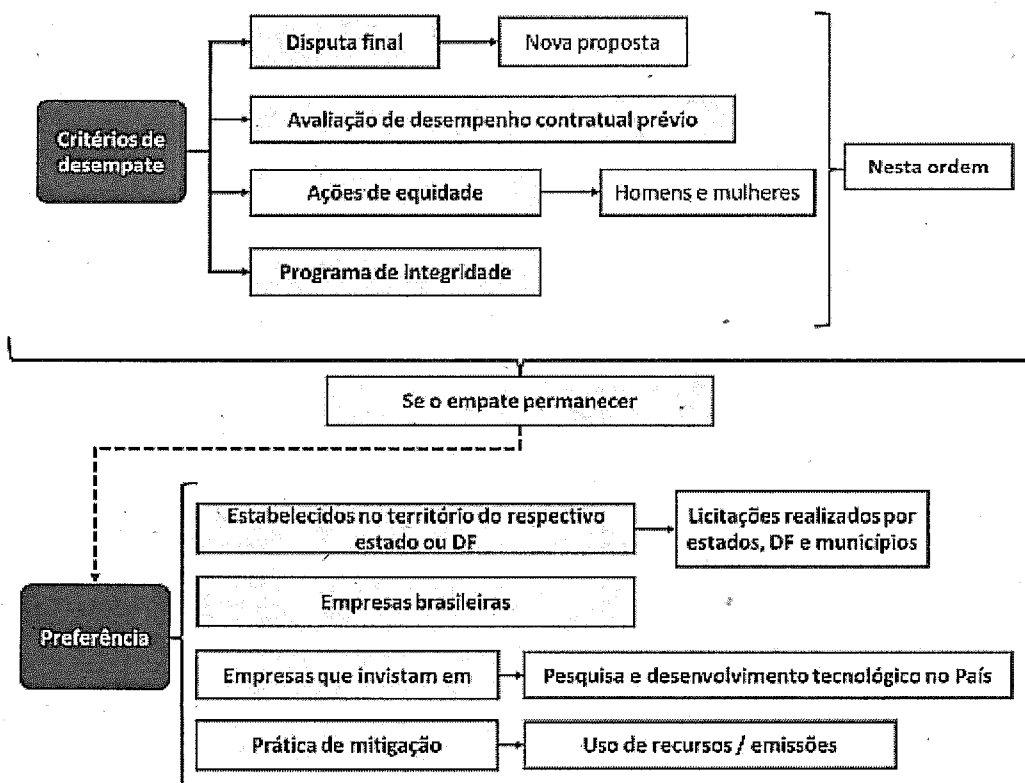 Disputa final
Nova proposta
Critérios de
desempate
Avaliação de desempenho contratual prévio
Ações de equidade
Homens e mulheres
Programa de integridade
Nesta ordem
Se o empate permanecer
Preferência
Estabelecidos no território do respectivo
estado ou DF
Licitações realizados por
estados, DF e municípios
Empresas brasileiras
Empresas que invistam em
Pesquisa e desenvolvimento tecnológico no País
Prática de mitigação
Uso de recursos / emissões